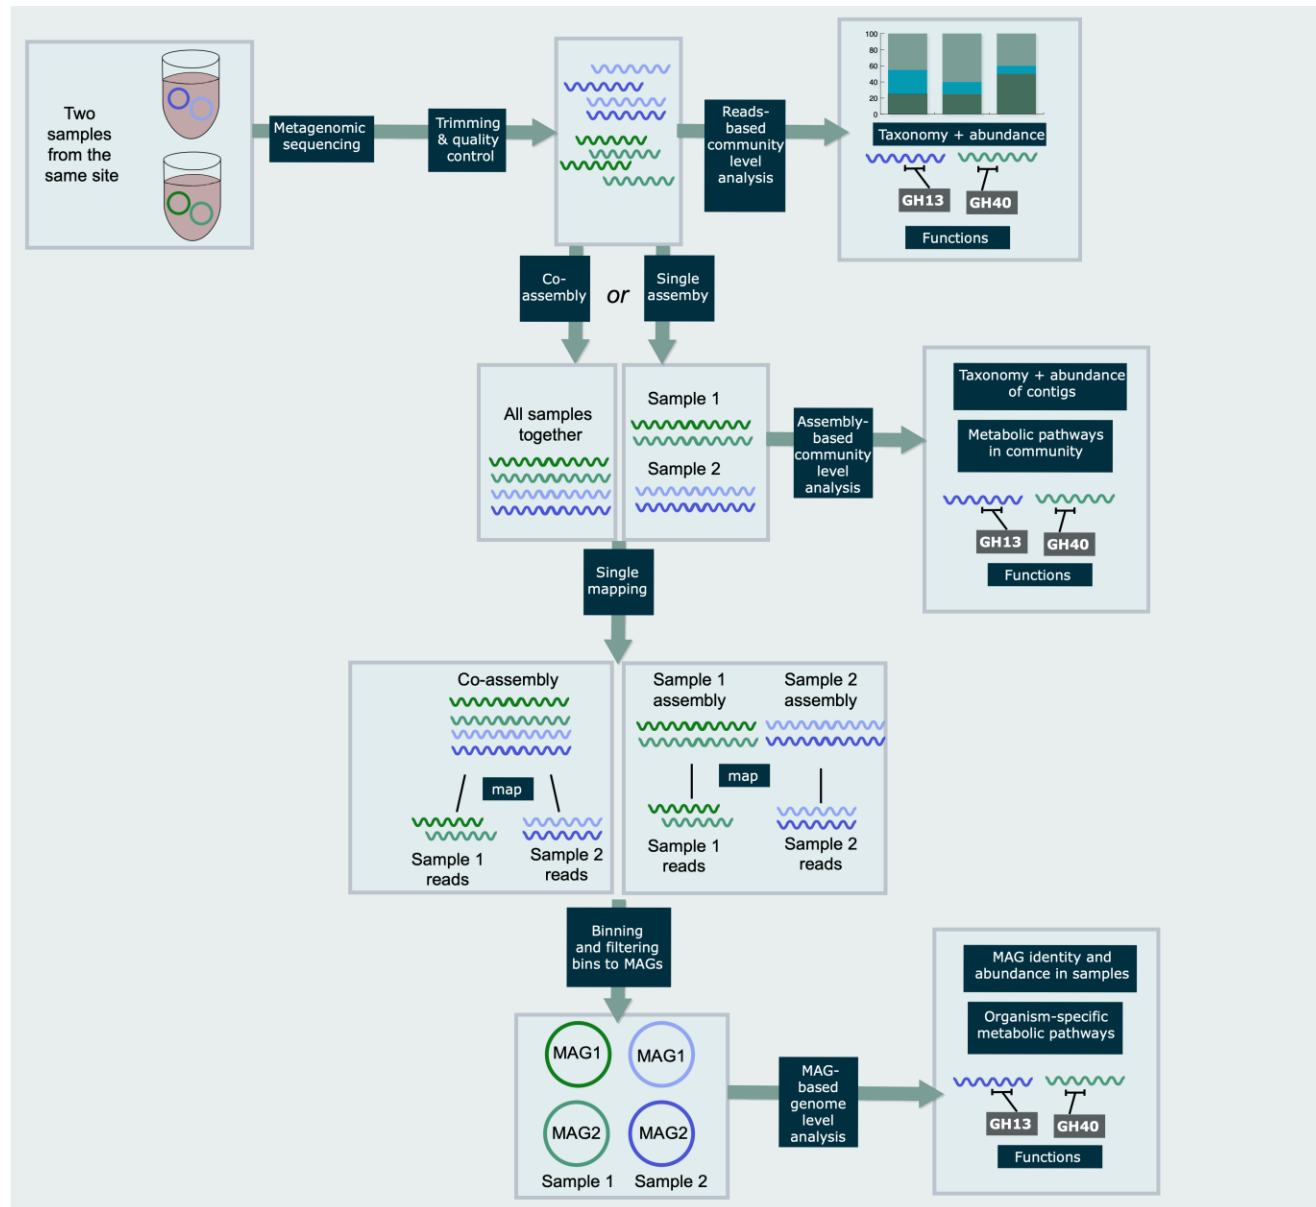 Two
samples
from the
same site
Metagenomic
sequencing
Trimming
& quality
control
Reads-
based
community
level
analysis
100
80
60
40
20
0
Taxonomy + abundance
GH13
GH40
Functions
Co-
assembly
or
Single
assemby
All samples
together
Sample 1
Sample 2
Assembly-
based
community
level
analysis
Taxonomy + abundance
of contigs
Metabolic pathways
in community
GH13
GH40
Functions
Single
mapping
Co-assembly
map
Sample 1
reads
Sample 2
reads
Sample 1
assembly
Sample 2
assembly
map
Sample 1
reads
Sample 2
reads
Binning
and filtering
bins to MAGs
MAG1
MAG1
MAG2
MAG2
Sample 1
Sample 2
MAG-
based
genome
level
analysis
MAG identity and
abundance in samples
Organism-specific
metabolic pathways
GH13
GH40
Functions